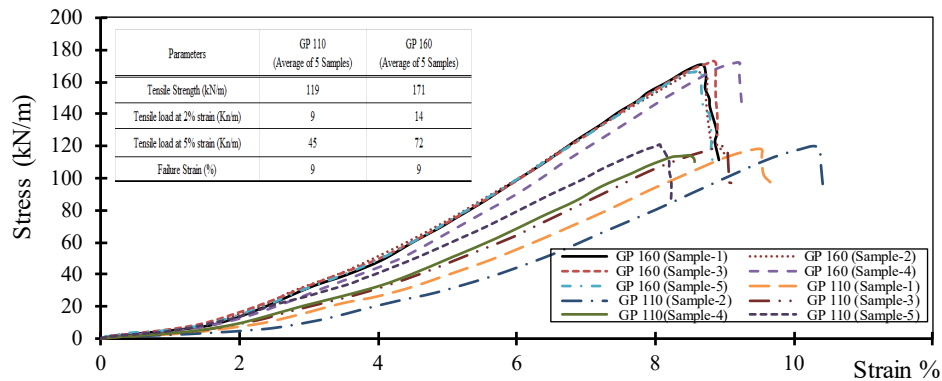 Stress (kN/m)
200
180
160
140
120
100
80
60
40
20
0
Parameters
GP 110
(Average of 5 Samples)
GP 160
(Average of 5 Samples)
Tensile Strength (kN/m) 119 171
Tensile load at 2% strain (Kn/m) 9 14
Tensile load at 5% strain (Kn/m) 45 72
Failure Strain (%) 9 9
GP 160 (Sample-1) GP 160 (Sample-2)
GP 160 (Sample-3) GP 160 (Sample-4)
GP 160 (Sample-5) GP 110 (Sample-1)
GP 110 (Sample-2) GP 110 (Sample-3)
GP 110(Sample-4) GP 110 (Sample-5)
0 2 4 6 8 10
Strain %